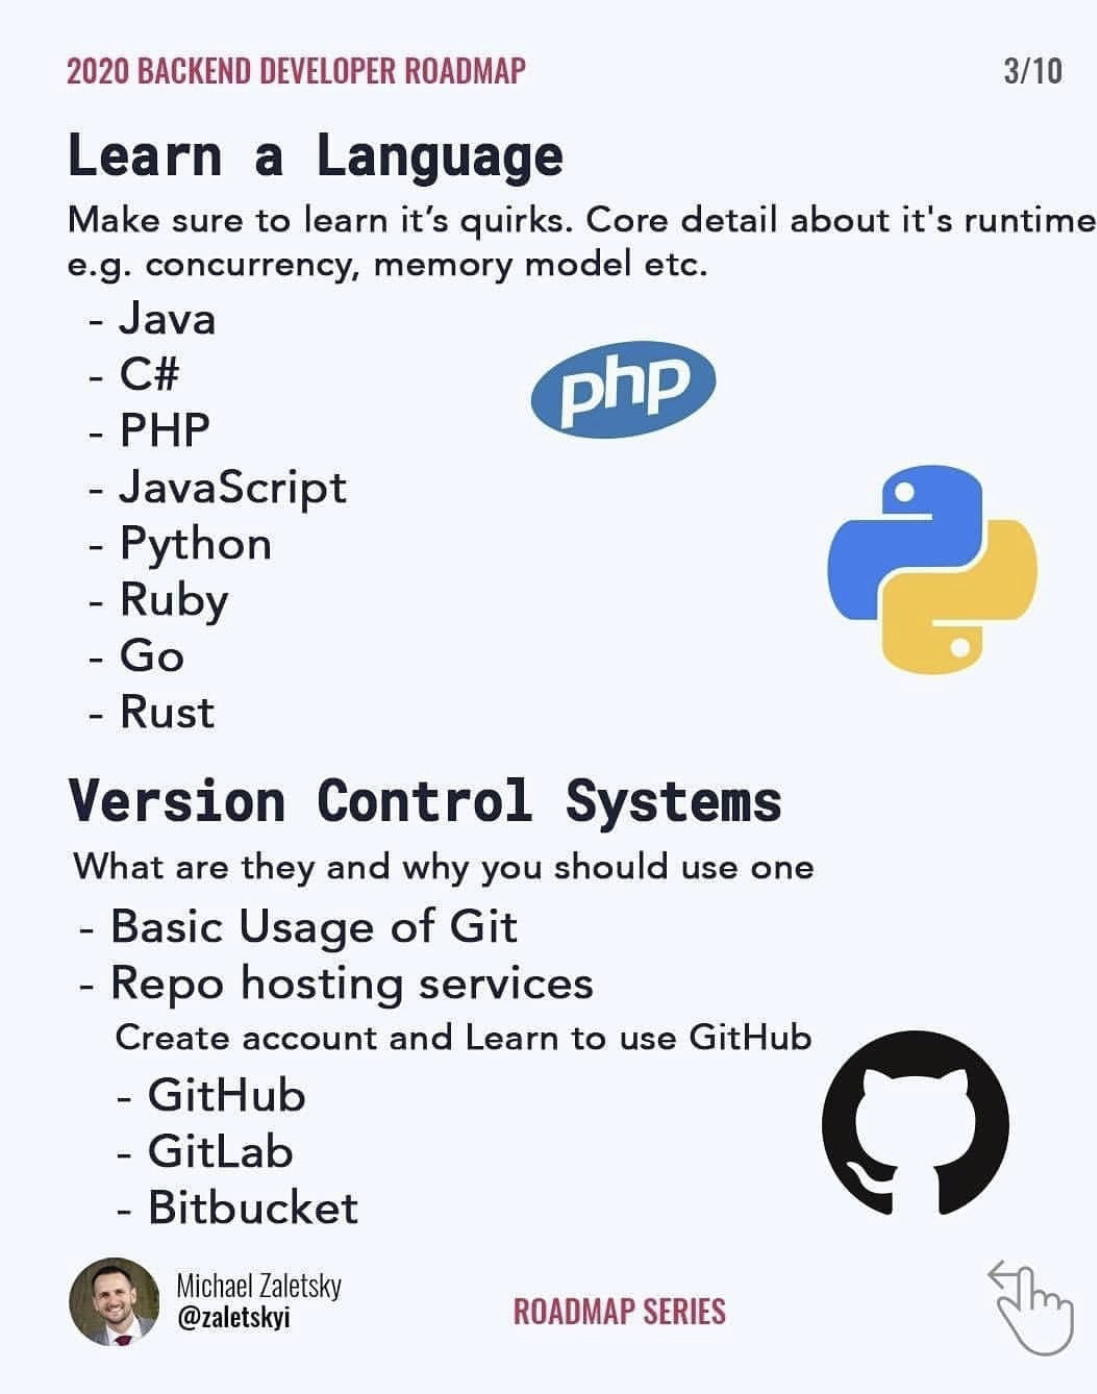 2020 BACKEND DEVELOPER ROADMAP
3/10
Learn a Language
Make sure to learn it’s quirks. Core detail about it's runtime
e.g. concurrency, memory model etc.
- Java
- C#
- PHP
- JavaScript
- Python
- Ruby
- Go
- Rust
php
Version Control Systems
What are they and why you should use one
- Basic Usage of Git
- Repo hosting services
Create account and Learn to use GitHub
- GitHub
- GitLab
- Bitbucket
Michael Zaletsky
@zaletskyi
ROADMAP SERIES